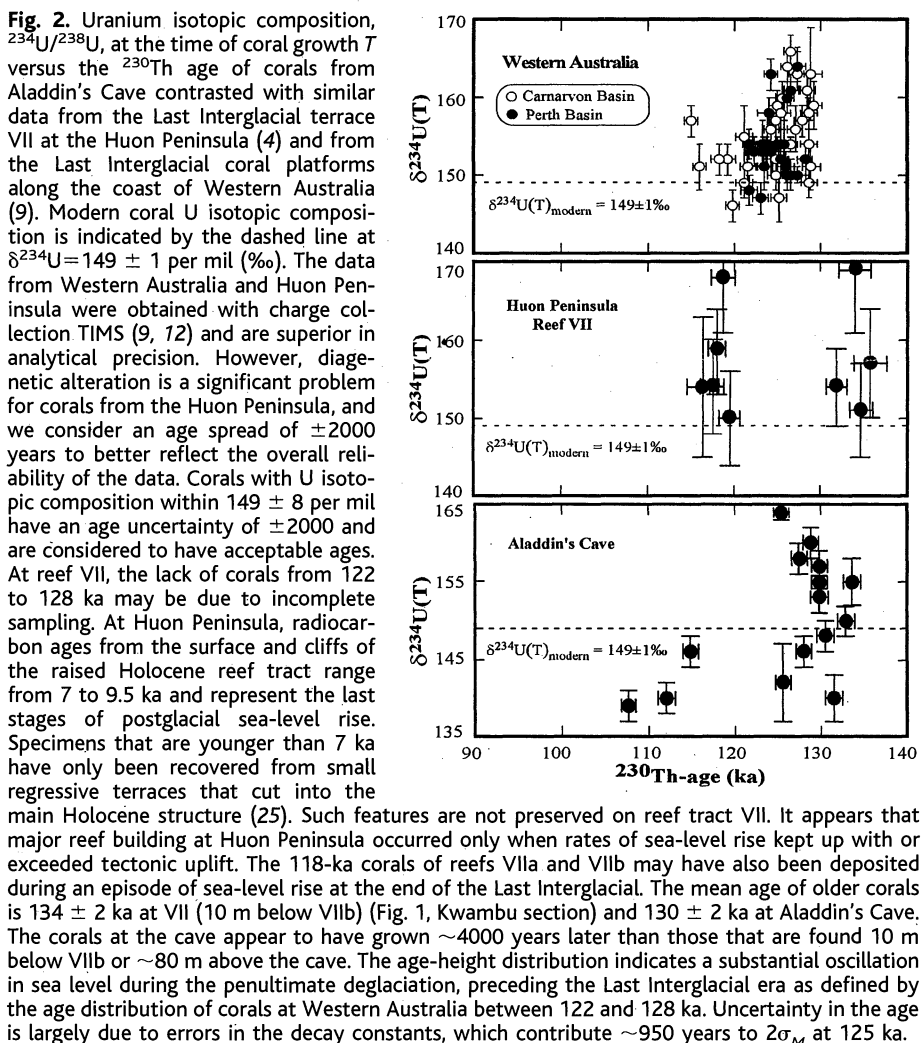 Fig. 2. Uranium isotopic composition,
²³⁴U/²³⁸U, at the time of coral growth T
versus the ²³⁰Th age of corals from
Aladdin's Cave contrasted with similar
data from the Last Interglacial terrace
VII at the Huon Peninsula (4) and from
the Last Interglacial coral platforms
along the coast of Western Australia
(9). Modern coral U isotopic composi-
tion is indicated by the dashed line at
δ²³⁴U=149 ± 1 per mil (‰). The data
from Western Australia and Huon Pen-
insula were obtained with charge col-
lection TIMS (9, 12) and are superior in
analytical precision. However, diage-
netic alteration is a significant problem
for corals from the Huon Peninsula, and
we consider an age spread of ±2000
years to better reflect the overall reli-
ability of the data. Corals with U isoto-
pic composition within 149 ± 8 per mil
have an age uncertainty of ±2000 and
are considered to have acceptable ages.
At reef VII, the lack of corals from 122
to 128 ka may be due to incomplete
sampling. At Huon Peninsula, radiocar-
bon ages from the surface and cliffs of
the raised Holocene reef tract range
from 7 to 9.5 ka and represent the last
stages of postglacial sea-level rise.
Specimens that are younger than 7 ka
have only been recovered from small
regressive terraces that cut into the
main Holocene structure (25). Such features are not preserved on reef tract VII. It appears that
major reef building at Huon Peninsula occurred only when rates of sea-level rise kept up with or
exceeded tectonic uplift. The 118-ka corals of reefs VIIa and VIIb may have also been deposited
during an episode of sea-level rise at the end of the Last Interglacial. The mean age of older corals
is 134 ± 2 ka at VII (10 m below VIIb) (Fig. 1, Kwambu section) and 130 ± 2 ka at Aladdin's Cave.
The corals at the cave appear to have grown ~4000 years later than those that are found 10 m
below VIIb or ~80 m above the cave. The age-height distribution indicates a substantial oscillation
in sea level during the penultimate deglaciation, preceding the Last Interglacial era as defined by
the age distribution of corals at Western Australia between 122 and 128 ka. Uncertainty in the age
is largely due to errors in the decay constants, which contribute ~950 years to 2σM at 125 ka.
170
Western Australia
Carnarvon Basin
Perth Basin
160
δ²³⁴U(T)
150
δ²³⁴U(T)modern = 149±1‰
140
170
Huon Peninsula
Reef VII
160
δ²³⁴U(T)
150
δ²³⁴U(T)modern = 149±1‰
140
165
Aladdin's Cave
155
δ²³⁴U(T)
δ²³⁴U(T)modern = 149±1‰
145
135
90 100 110 120 130 140
²³⁰Th-age (ka)